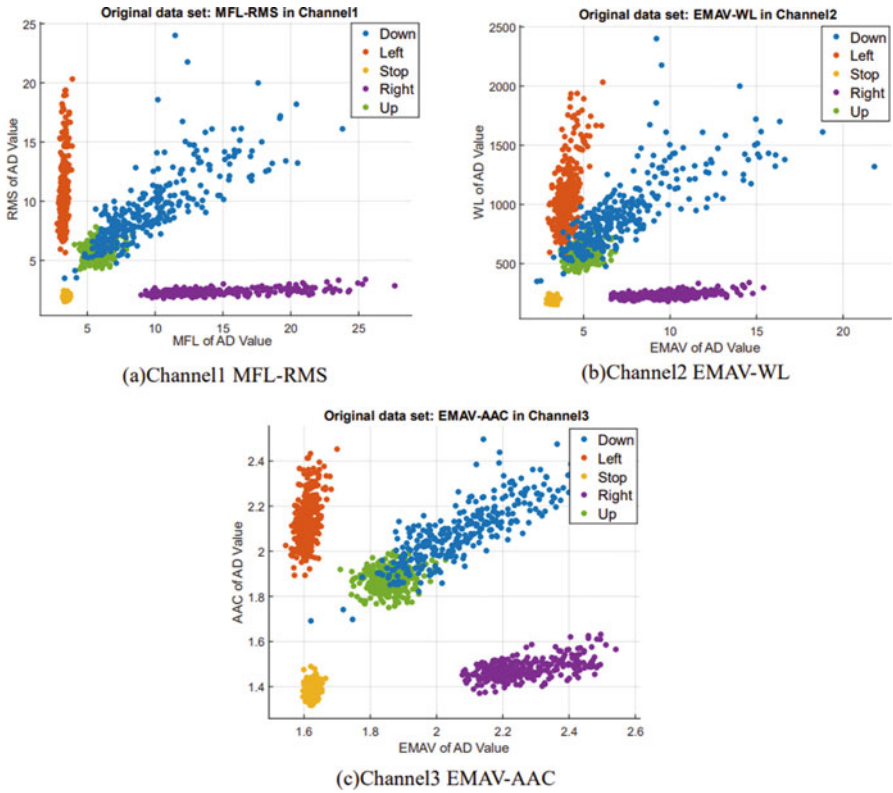 Original data set: MFL-RMS in Channel1
25
20
15
10
5
RMS of AD Value
5
10
15
20
25
MFL of AD Value
Down
Left
Stop
Right
Up
(a)Channel1 MFL-RMS
Original data set: EMAV-WL in Channel2
2500
2000
1500
1000
500
WL of AD Value
5
10
15
20
EMAV of AD Value
Down
Left
Stop
Right
Up
(b)Channel2 EMAV-WL
Original data set: EMAV-AAC in Channel3
2.4
2.2
2
1.8
1.6
1.4
AAC of AD Value
1.6
1.8
2
2.2
2.4
2.6
EMAV of AD Value
Down
Left
Stop
Right
Up
(c)Channel3 EMAV-AAC